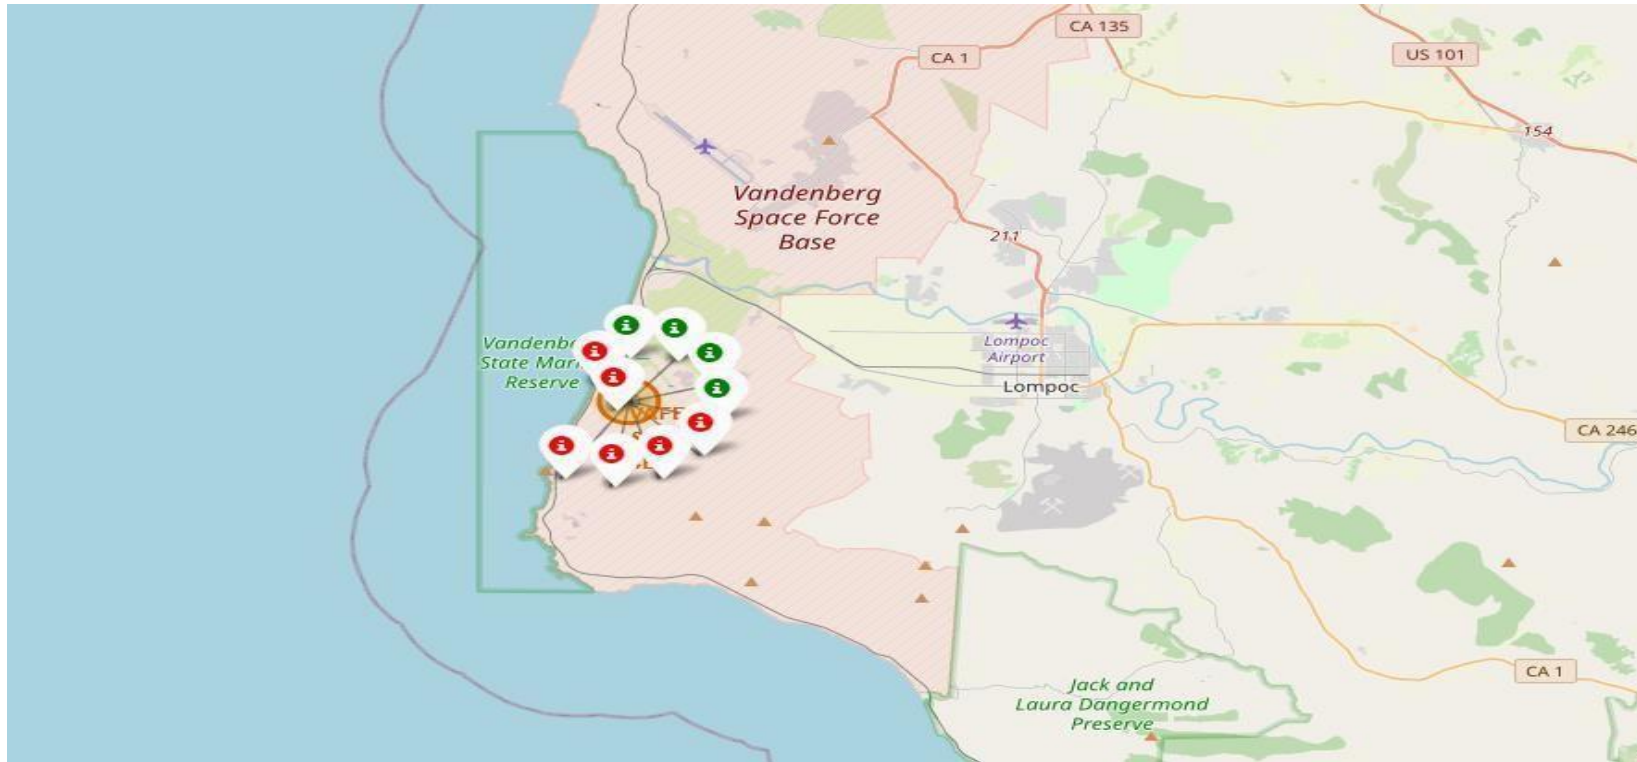 CA 135
CA 1
US 101
154
Vandenberg
Space Force
Base
211
Lompoc
Airport
Lompoc
State
Reserve
CA 246
CA 1
Jack and
Laura Dangermond
Preserve